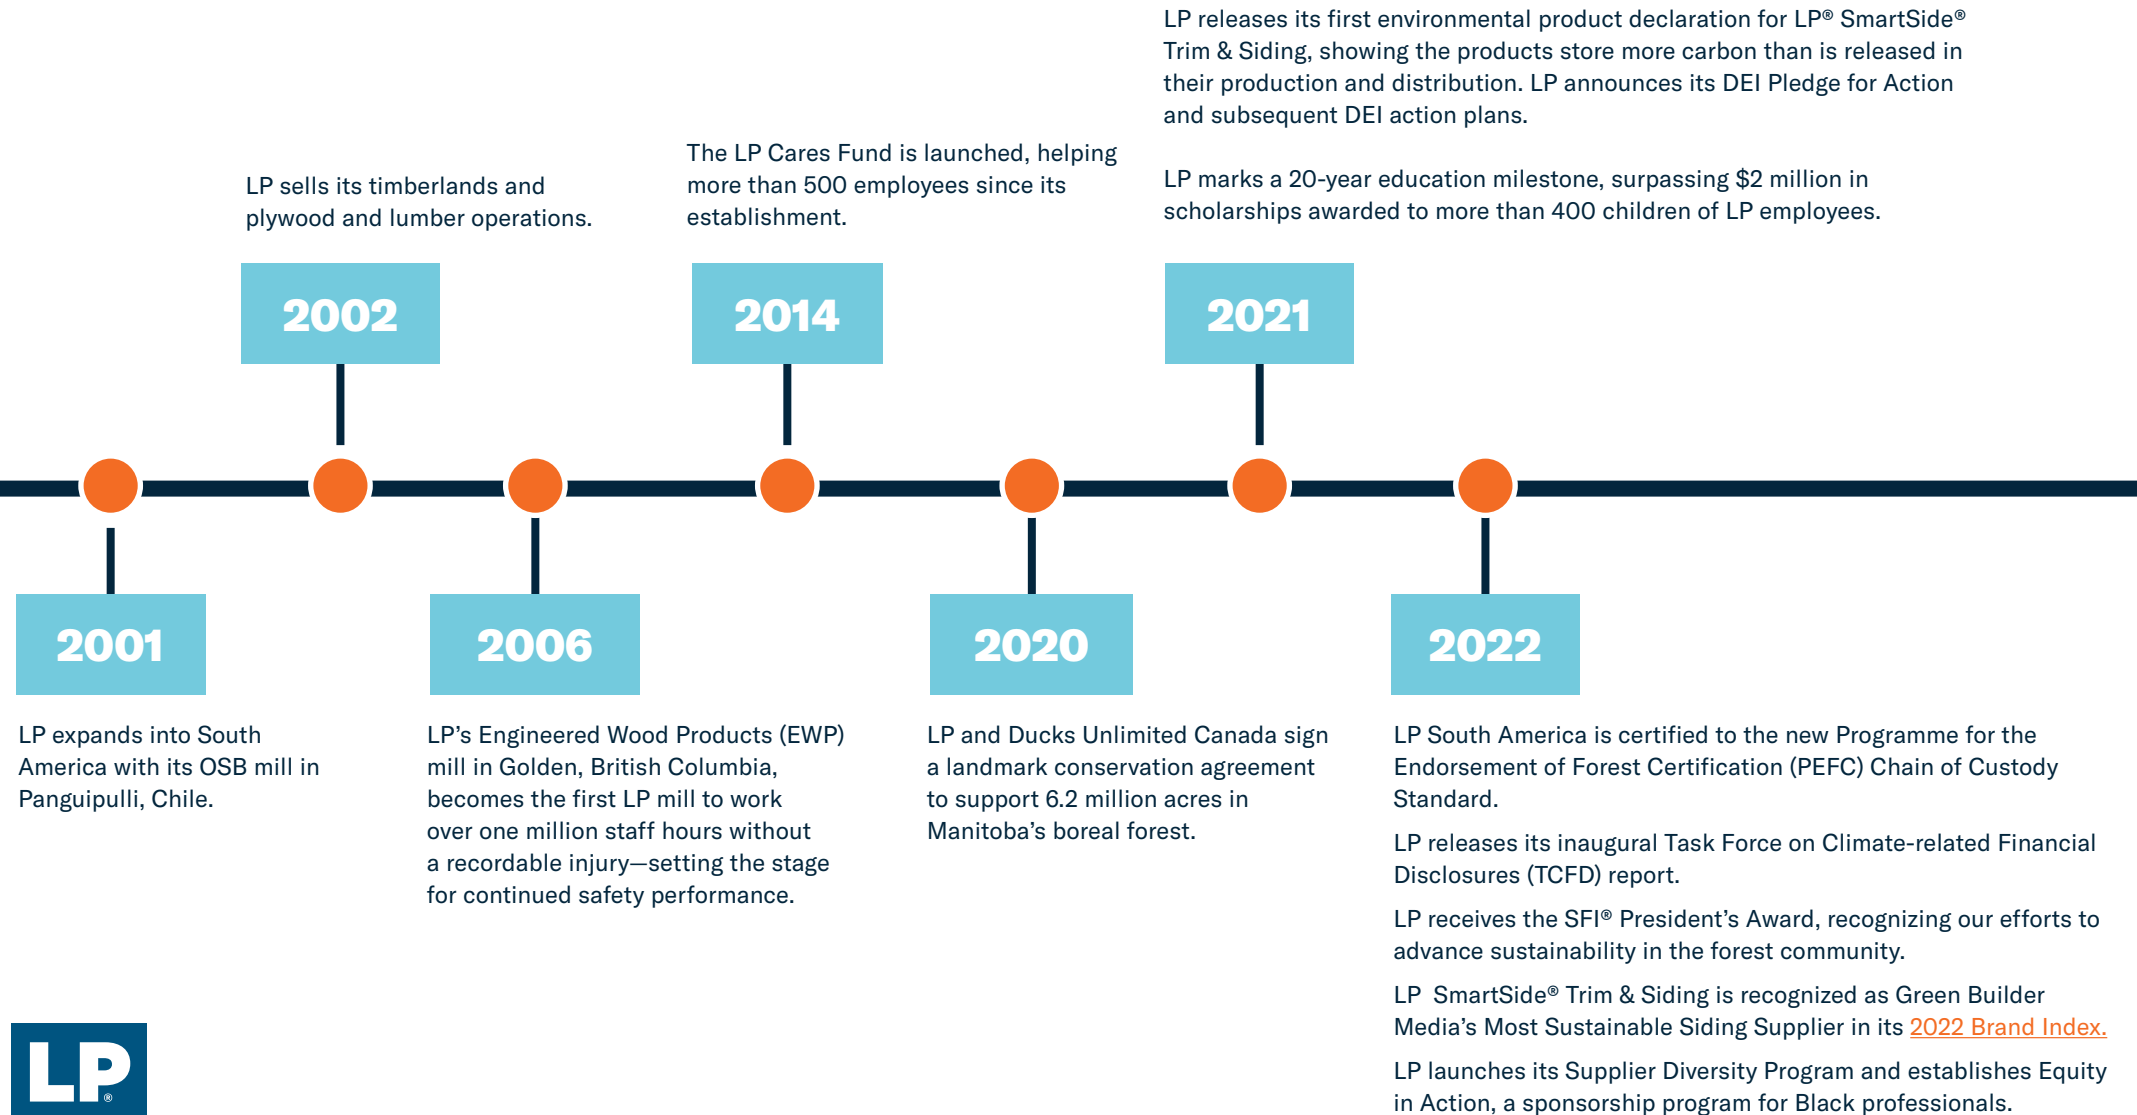 LP releases its first environmental product declaration for LP® SmartSide®
Trim & Siding, showing the products store more carbon than is released in
their production and distribution. LP announces its DEI Pledge for Action
and subsequent DEI action plans.
LP marks a 20-year education milestone, surpassing $2 million in
scholarships awarded to more than 400 children of LP employees.
The LP Cares Fund is launched, helping
more than 500 employees since its
establishment.
LP sells its timberlands and
plywood and lumber operations.
2002
2014
2021
2001
2006
2020
2022
LP expands into South
America with its OSB mill in
Panguipulli, Chile.
LP’s Engineered Wood Products (EWP)
mill in Golden, British Columbia,
becomes the first LP mill to work
over one million staff hours without
a recordable injury—setting the stage
for continued safety performance.
LP and Ducks Unlimited Canada sign
a landmark conservation agreement
to support 6.2 million acres in
Manitoba’s boreal forest.
LP South America is certified to the new Programme for the
Endorsement of Forest Certification (PEFC) Chain of Custody
Standard.
LP releases its inaugural Task Force on Climate-related Financial
Disclosures (TCFD) report.
LP receives the SFI® President’s Award, recognizing our efforts to
advance sustainability in the forest community.
LP SmartSide® Trim & Siding is recognized as Green Builder
Media’s Most Sustainable Siding Supplier in its 2022 Brand Index.
LP launches its Supplier Diversity Program and establishes Equity
in Action, a sponsorship program for Black professionals.
LP®